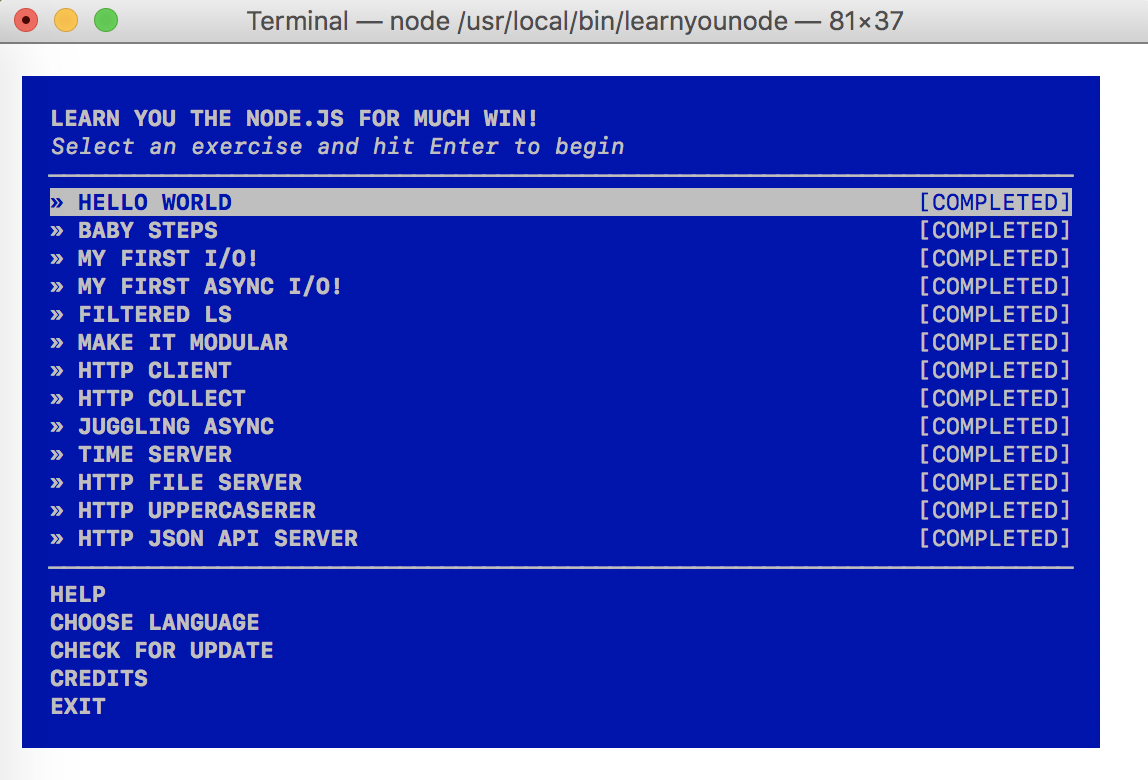 Terminal — node /usr/local/bin/learnyounode — 81×37
LEARN YOU THE NODE.JS FOR MUCH WIN!
Select an exercise and hit Enter to begin
» HELLO WORLD [COMPLETED]
» BABY STEPS [COMPLETED]
» MY FIRST I/O! [COMPLETED]
» MY FIRST ASYNC I/O! [COMPLETED]
» FILTERED LS [COMPLETED]
» MAKE IT MODULAR [COMPLETED]
» HTTP CLIENT [COMPLETED]
» HTTP COLLECT [COMPLETED]
» JUGGLING ASYNC [COMPLETED]
» TIME SERVER [COMPLETED]
» HTTP FILE SERVER [COMPLETED]
» HTTP UPPERCASERER [COMPLETED]
» HTTP JSON API SERVER [COMPLETED]
HELP
CHOOSE LANGUAGE
CHECK FOR UPDATE
CREDITS
EXIT